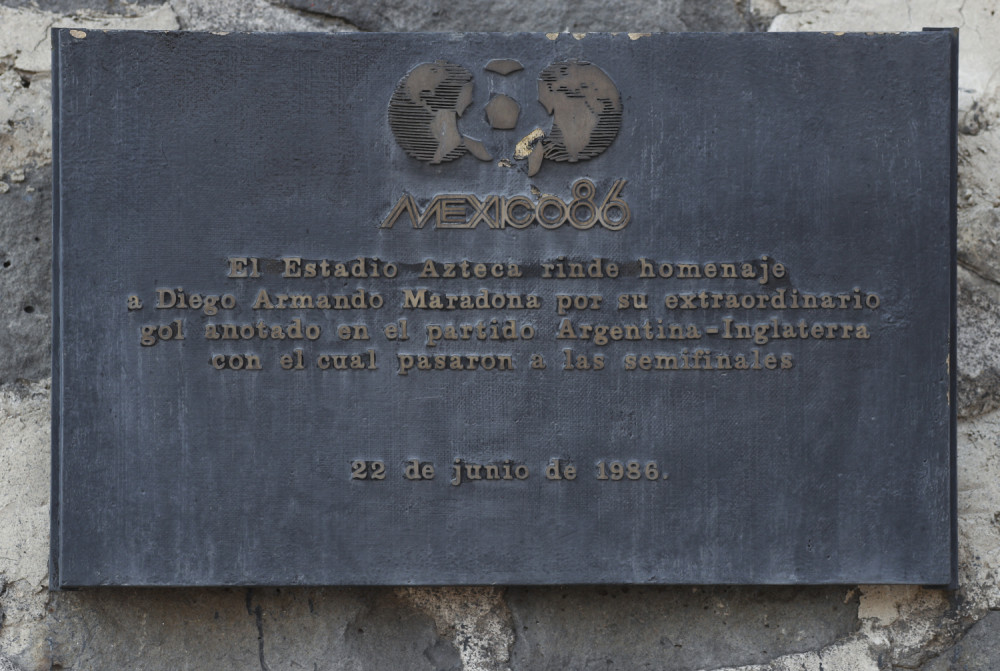 MEXICO86
El Estadio Azteca rinde homenaje
a Diego Armando Maradona por su extraordinario
gol anotado en el partido Argentina-Inglaterra
con el cual pasaron a las semifinales
22 de junio de 1986.